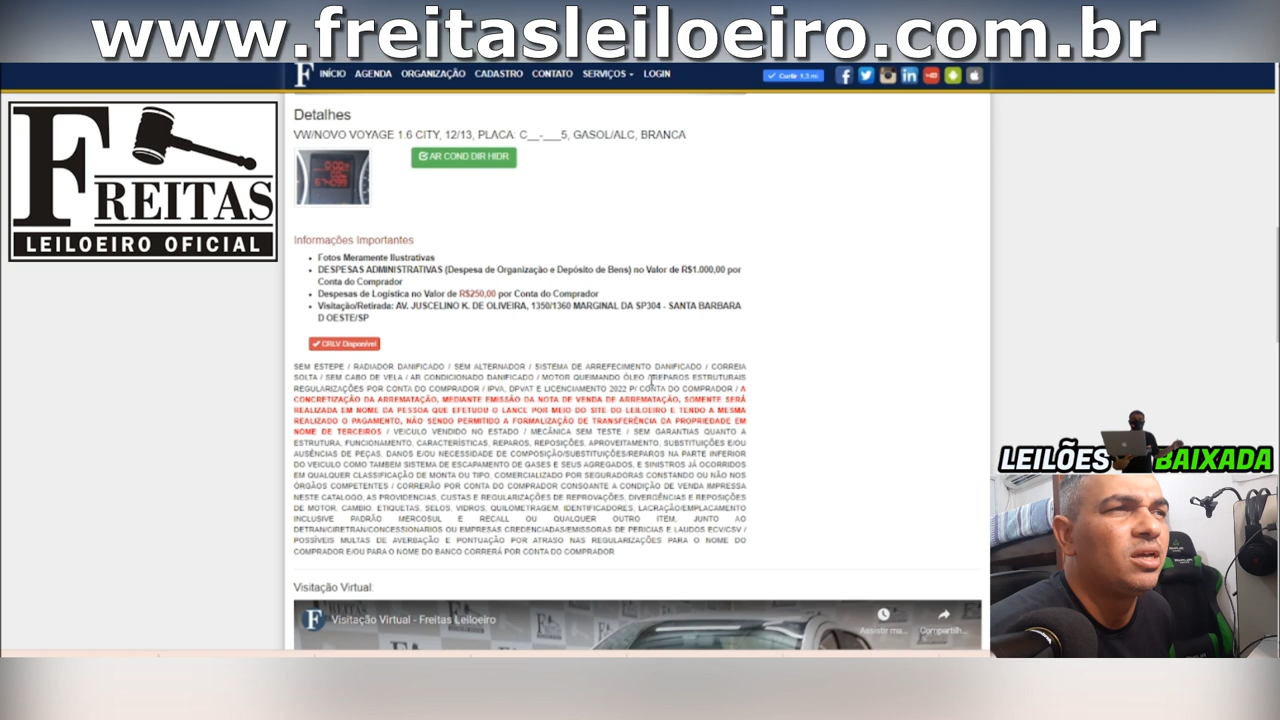 www.freitasleiloeiro.com.br
F INÍCIO AGENDA ORGANIZAÇÃO CADASTRO CONTATO SERVIÇOS LOGIN
Curtir 1,3 mi
FREITAS
LEILOEIRO OFICIAL
Detalhes
VW/NOVO VOYAGE 1.6 CITY, 12/13, PLACA: C__-___5, GASOL/ALC, BRANCA
AR COND DIR HIDR
Informações Importantes
Fotos Meramente Ilustrativas
DESPESAS ADMINISTRATIVAS (Despesa de Organização e Depósito de Bens) no Valor de R$1.000,00 por
Conta do Comprador
Despesas de Logística no Valor de R$250,00 por Conta do Comprador
Visitação/Retirada: AV. JUSCELINO K. DE OLIVEIRA, 1350/1360 MARGINAL DA SP304 - SANTA BARBARA
D OESTE/SP
CRLV Disponível
SEM ESTEPE / RADIADOR DANIFICADO / SEM ALTERNADOR / SISTEMA DE ARREFECIMENTO DANIFICADO / CORREIA
SOLTA / SEM CABO DE VELA / AR CONDICIONADO DANIFICADO / MOTOR QUEIMANDO ÓLEO / REPAROS ESTRUTURAIS
REGULARIZAÇÕES POR CONTA DO COMPRADOR / IPVA, DPVAT E LICENCIAMENTO 2022 P/ CONTA DO COMPRADOR / A
CONCRETIZAÇÃO DA ARREMATAÇÃO, MEDIANTE EMISSÃO DA NOTA DE VENDA DE ARREMATAÇÃO, SOMENTE SERÁ
REALIZADA EM NOME DA PESSOA QUE EFETUOU O LANCE POR MEIO DO SITE DO LEILOEIRO E TENDO A MESMA
REALIZADO O PAGAMENTO, NÃO SENDO PERMITIDO A FORMALIZAÇÃO DE TRANSFERÊNCIA DA PROPRIEDADE EM
NOME DE TERCEIROS / VEICULO VENDIDO NO ESTADO / MECÂNICA SEM TESTE / SEM GARANTIAS QUANTO A
ESTRUTURA, FUNCIONAMENTO, CARACTERÍSTICAS, REPAROS, REPOSIÇÕES, APROVEITAMENTO, SUBSTITUIÇÕES E/OU
AUSÊNCIAS DE PEÇAS, DANOS E/OU NECESSIDADE DE COMPOSIÇÃO/SUBSTITUIÇÕES/REPAROS NA PARTE INFERIOR
DO VEICULO COMO TAMBEM SISTEMA DE ESCAPAMENTO DE GASES E SEUS AGREGADOS, E SINISTROS JÁ OCORRIDOS
EM QUALQUER CLASSIFICAÇÃO DE MONTA OU TIPO, COMERCIALIZADO POR SEGURADORAS CONSTANDO OU NÃO NOS
ÓRGÃOS COMPETENTES / CORRERÃO POR CONTA DO COMPRADOR CONSOANTE A CONDIÇÃO DE VENDA IMPRESSA
NESTE CATALOGO, AS PROVIDENCIAS, CUSTAS E REGULARIZAÇÕES DE REPROVAÇÕES, DIVERGÊNCIAS E REPOSIÇÕES
DE MOTOR, CAMBIO, ETIQUETAS, SELOS, VIDROS, QUILOMETRAGEM, IDENTIFICADORES, LACRAÇÃO/EMPLACAMENTO
INCLUSIVE PADRÃO MERCOSUL E RECALL OU QUALQUER OUTRO ITEM, JUNTO AO
DETRAN/CIRETRAN/CONCESSIONARIOS OU EMPRESAS CREDENCIADAS/EMISSORAS DE PERICIAS E LAUDOS ECV/CSV /
POSSÍVEIS MULTAS DE AVERBAÇÃO E PONTUAÇÃO POR ATRASO NAS REGULARIZAÇÕES PARA O NOME DO
COMPRADOR E/OU PARA O NOME DO BANCO CORRERÁ POR CONTA DO COMPRADOR.
Visitação Virtual:
F Visitação Virtual - Freitas Leiloeiro
Assistir ma... Compartilh...
LEILÕES BAIXADA